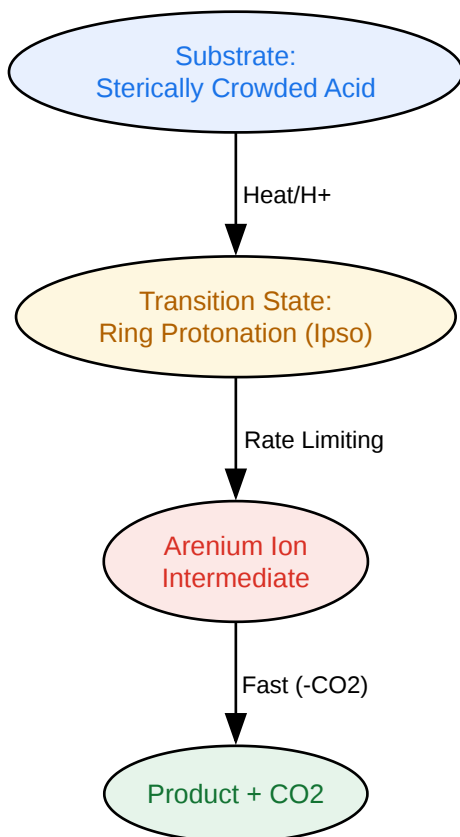 Substrate:
Sterically Crowded Acid
Heat/H+
Transition State:
Ring Protonation (Ipso)
Rate Limiting
Arenium Ion
Intermediate
Fast (-CO2)
Product + CO2